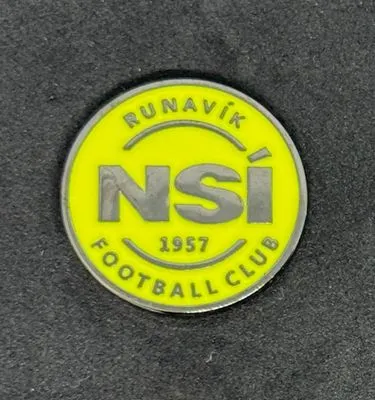 RUNAVÍK
NSÍ
1957
FOOTBALL CLUB